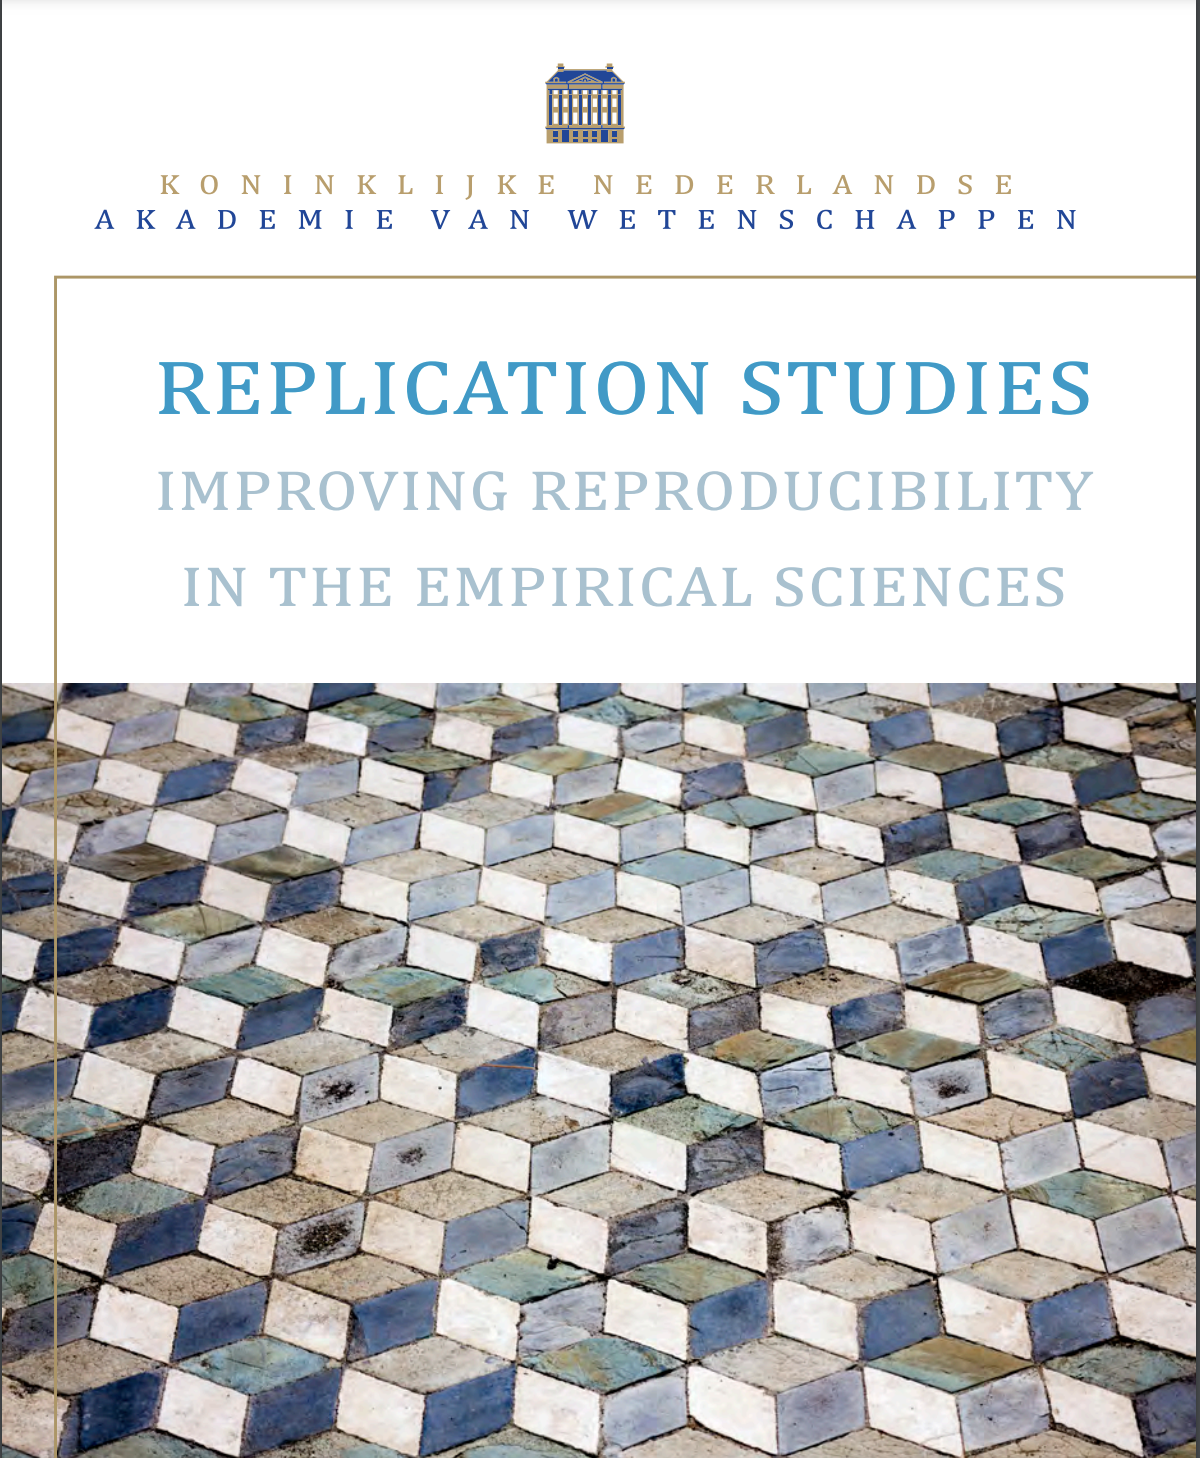 KONINKLIJKE NEDERLANDSE
AKADEMIE VAN WETENSCHAPPEN
REPLICATION STUDIES
IMPROVING REPRODUCIBILITY
IN THE EMPIRICAL SCIENCES